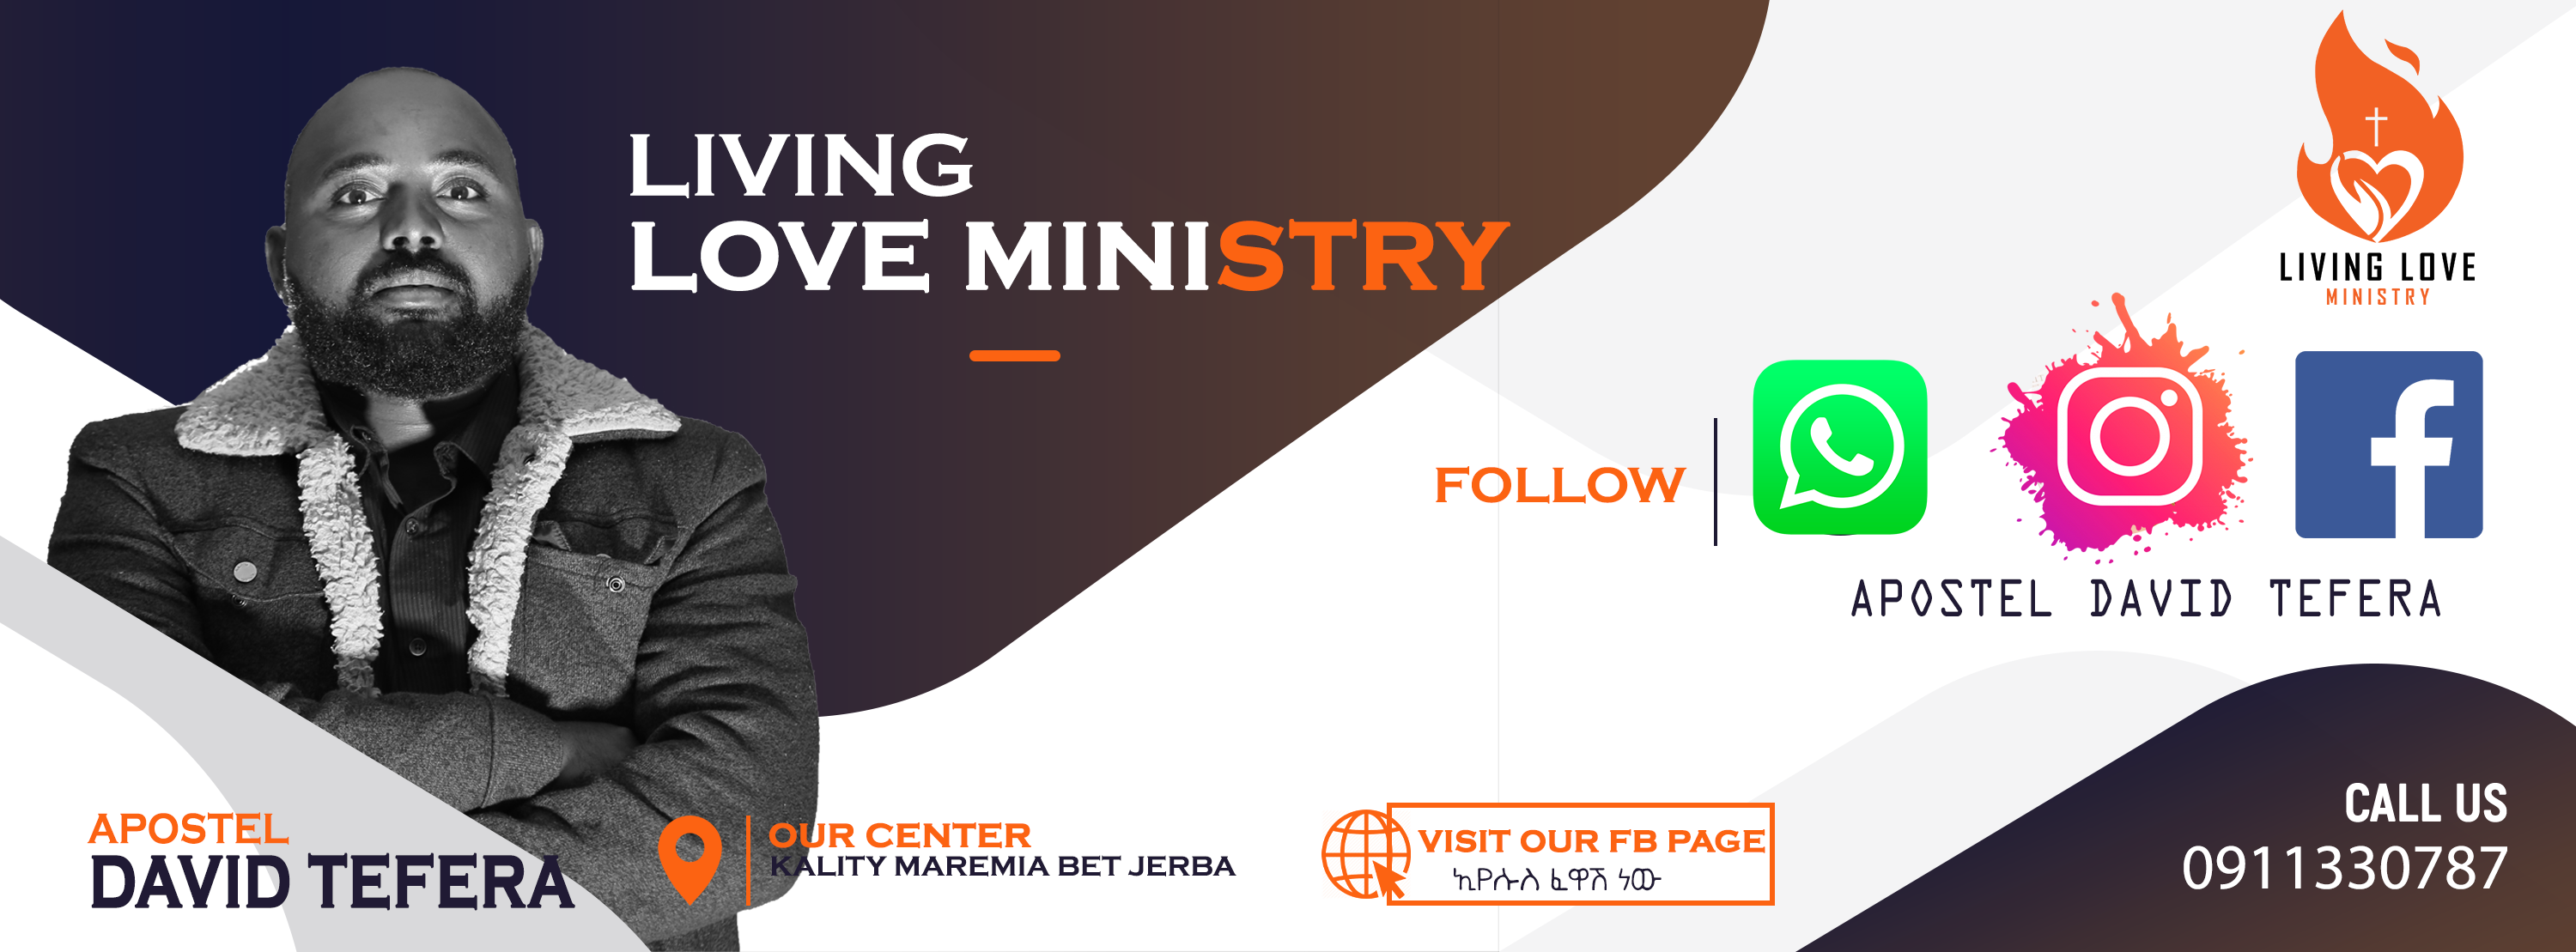 LIVING
LOVE MINISTRY
LIVING LOVE
MINISTRY
FOLLOW
APOSTEL DAVID TEFERA
APOSTEL
DAVID TEFERA
OUR CENTER
KALITY MAREMIA BET JERBA
VISIT OUR FB PAGE
ኢየሱስ ፈዋሽ ነው
CALL US
0911330787